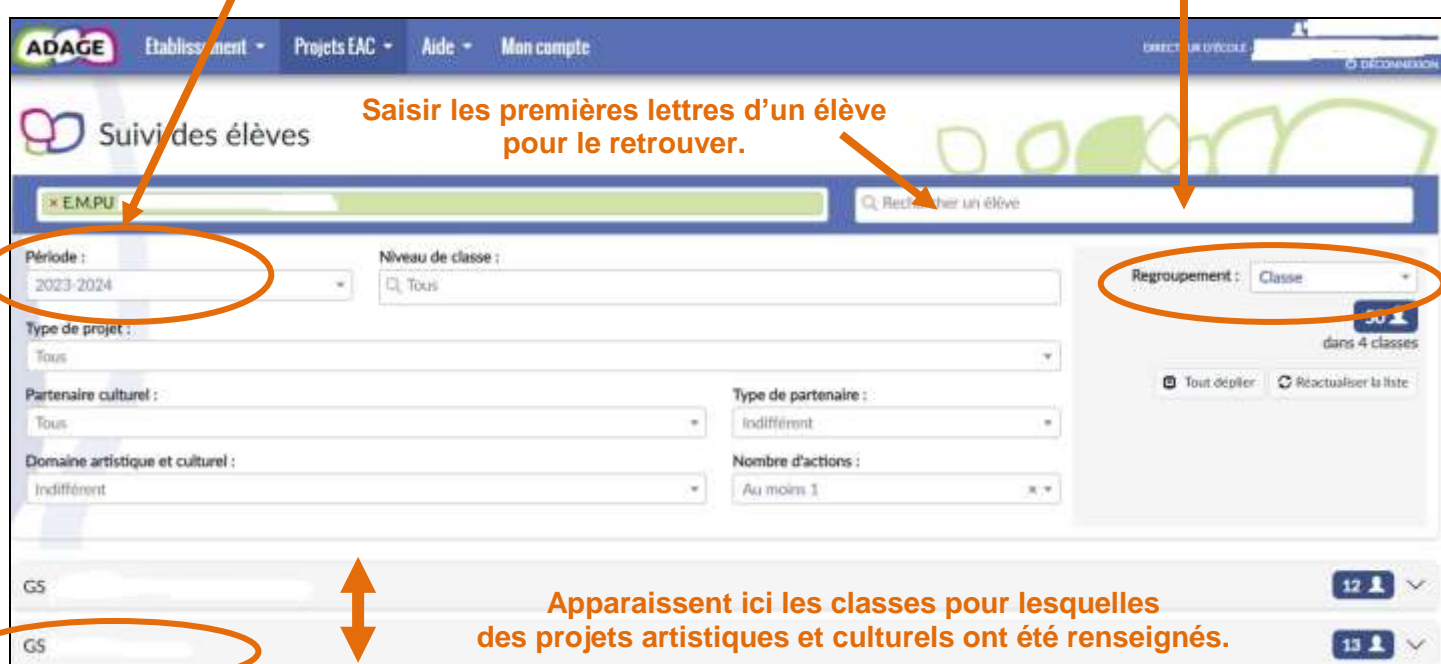 ADAGE Etablissement Projets EAC Aide Mon compte
DÉCONNEXION
Suivi des élèves
Saisir les premières lettres d’un élève
pour le retrouver.
× E.M.PU
Rechercher un élève
Période :
Niveau de classe :
Regroupement : Classe
2023-2024
Tous
Type de projet :
dans 4 classes
Tous
Tout déplier Réactualiser la liste
Partenaire culturel :
Type de partenaire :
Tous
Indifférent
Domaine artistique et culturel :
Nombre d'actions :
Indifférent
Au moins 1
GS
12
Apparaissent ici les classes pour lesquelles
des projets artistiques et culturels ont été renseignés.
GS
13